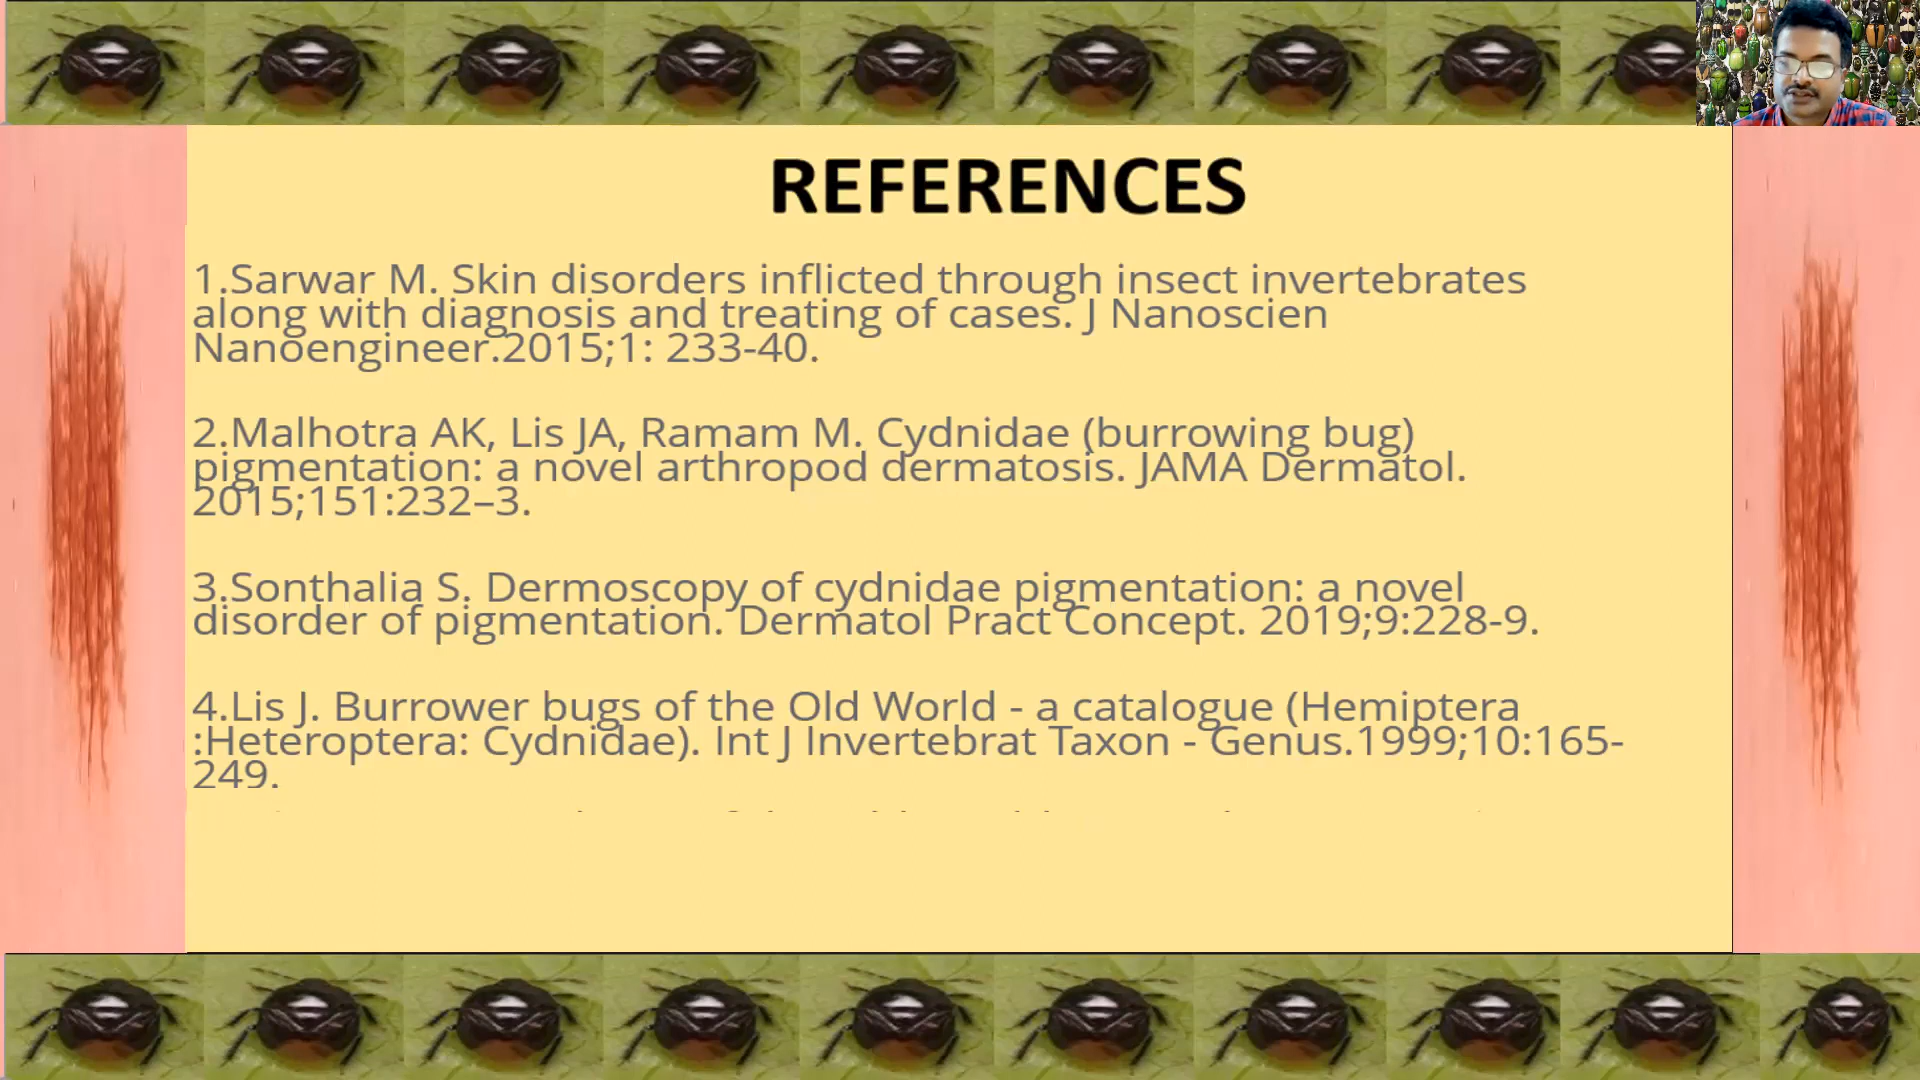 REFERENCES
1.Sarwar M. Skin disorders inflicted through insect invertebrates
along with diagnosis and treating of cases. J Nanoscien
Nanoengineer.2015;1: 233-40.
2.Malhotra AK, Lis JA, Ramam M. Cydnidae (burrowing bug)
pigmentation: a novel arthropod dermatosis. JAMA Dermatol.
2015;151:232–3.
3.Sonthalia S. Dermoscopy of cydnidae pigmentation: a novel
disorder of pigmentation. Dermatol Pract Concept. 2019;9:228-9.
4.Lis J. Burrower bugs of the Old World - a catalogue (Hemiptera
:Heteroptera: Cydnidae). Int J Invertebrat Taxon - Genus.1999;10:165-
249.